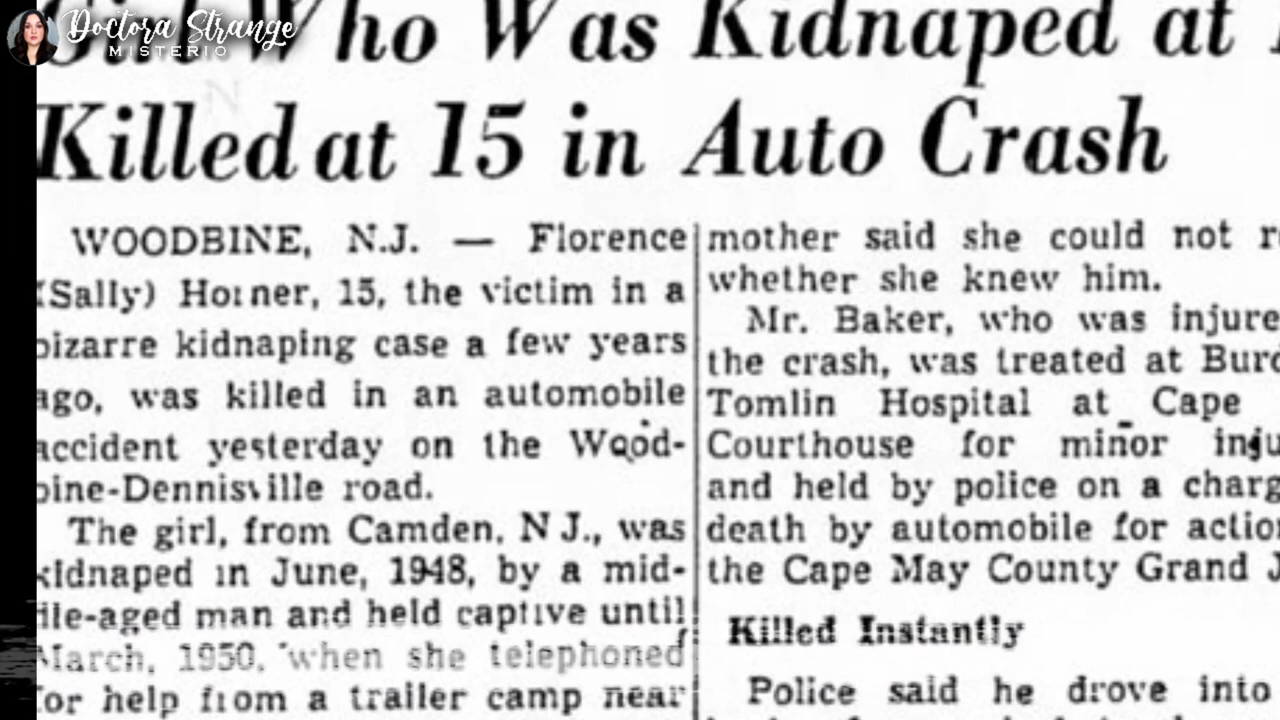 Doctora Strange
MISTERIO
Girl Who Was Kidnaped at
Killed at 15 in Auto Crash
WOODBINE, N.J. — Florence
(Sally) Horner, 15, the victim in a
bizarre kidnaping case a few years
ago, was killed in an automobile
accident yesterday on the Wood-
bine-Dennisville road.
The girl, from Camden, N J., was
kidnaped in June, 1948, by a mid-
dle-aged man and held captive until
March, 1950, when she telephoned
for help from a trailer camp near
mother said she could not
whether she knew him.
Mr. Baker, who was injure
the crash, was treated at Burd
Tomlin Hospital at Cape
Courthouse for minor inju
and held by police on a charg
death by automobile for action
the Cape May County Grand J
Killed Instantly
Police said he drove into